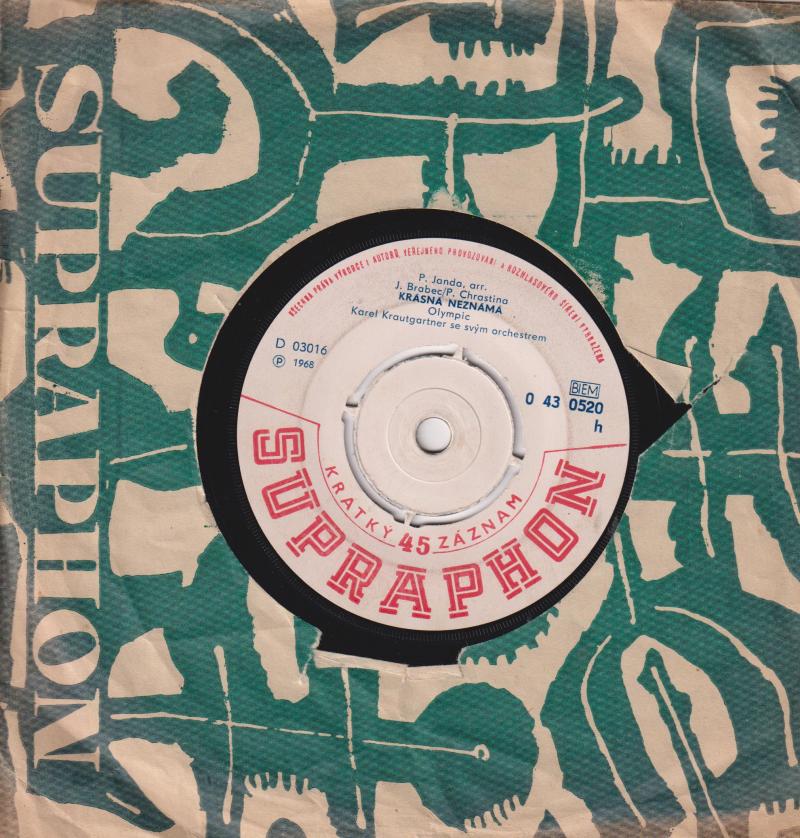 SUPRAPHON
VŠECHNA PRÁVA VÝROBCE I AUTORŮ, VEŘEJNÉHO PROVOZOVÁNÍ A ROZHLASOVÉHO ŠÍŘENÍ VYHRAZENA
P. Janda, arr.
J. Brabec/P. Chrastina
KRÁSNÁ NEZNÁMÁ
Olympic
Karel Krautgartner se svým orchestrem
D 03016
Ⓟ 1968
BIEM
0 43 0520
h
KRATKÝ 45 ZÁZNAM
SUPRAPHON